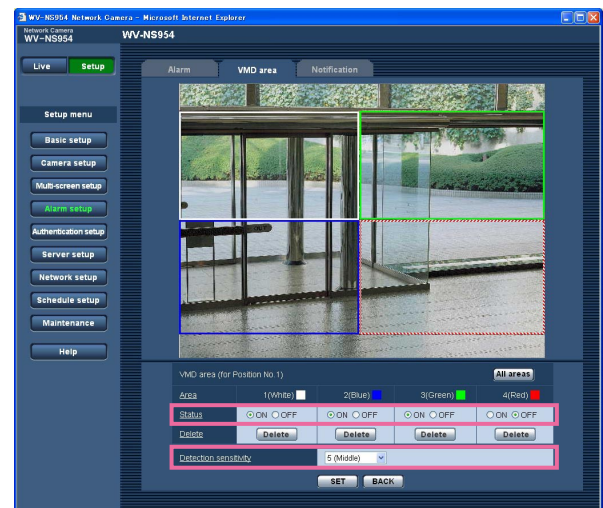 WV-NS954 Network Camera - Microsoft Internet Explorer
Network Camera
WV-NS954
WV-NS954
Live Setup
Alarm VMD area Notification
Setup menu
Basic setup
Camera setup
Multi-screen setup
Alarm setup
Authentication setup
Server setup
Network setup
Schedule setup
Maintenance
Help
VMD area (for Position No.1) All areas
Area 1(White) 2(Blue) 3(Green) 4(Red)
Status ON OFF ON OFF ON OFF ON OFF
Delete Delete Delete Delete Delete
Detection sensitivity 5 (Middle)
SET BACK